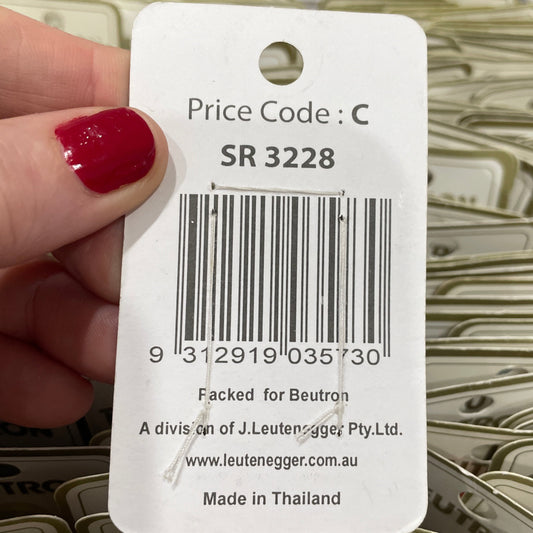 Price Code : C
SR 3228
9 312919 035730
Packed for Beutron
A division of J.Leutenegger Pty.Ltd.
www.leutenegger.com.au
Made in Thailand